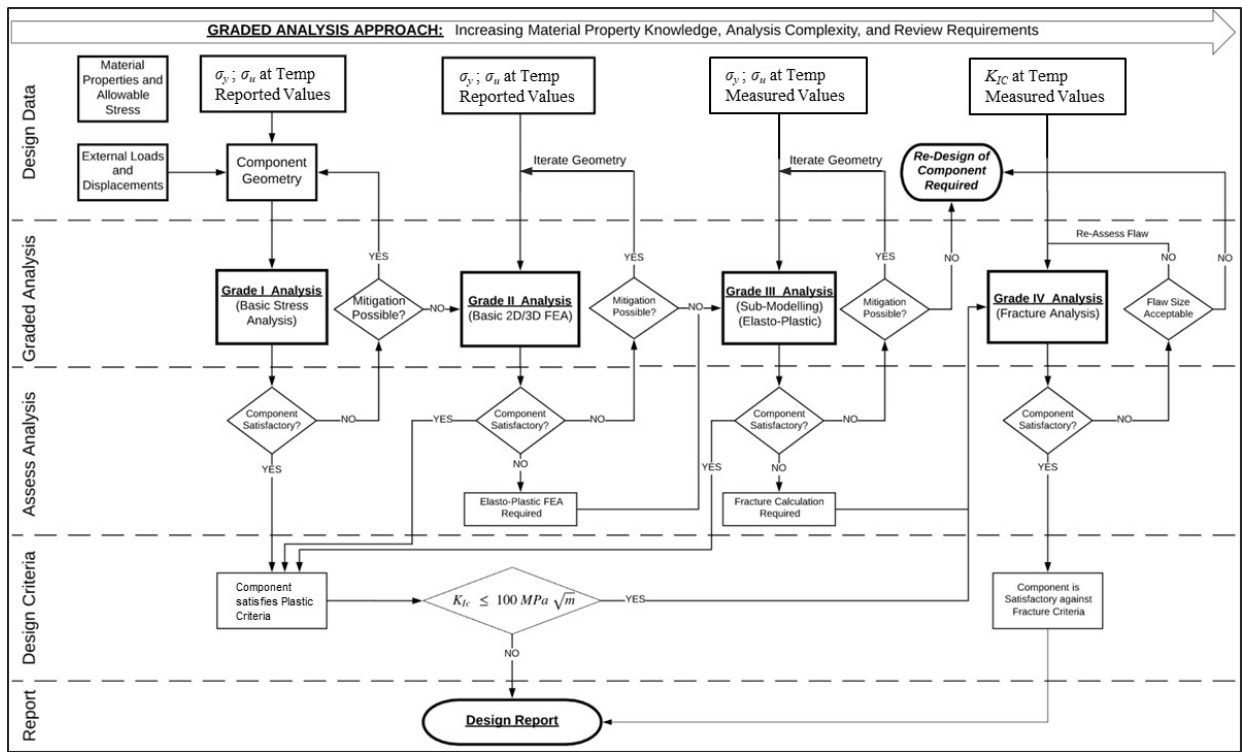 GRADED ANALYSIS APPROACH: Increasing Material Property Knowledge, Analysis Complexity, and Review Requirements
Design Data
Material
Properties and
Allowable
Stress
σy ; σu at Temp
Reported Values
σy ; σu at Temp
Reported Values
σy ; σu at Temp
Measured Values
KIC at Temp
Measured Values
External Loads
and
Displacements
Component
Geometry
Iterate Geometry
Iterate Geometry
Re-Design of
Component
Required
Graded Analysis
YES
YES
YES
NO
Re-Assess Flaw
NO
NO
Grade I Analysis
(Basic Stress
Analysis)
Mitigation
Possible?
NO
Grade II Analysis
(Basic 2D/3D FEA)
Mitigation
Possible?
NO
Grade III Analysis
(Sub-Modelling)
(Elasto-Plastic)
Mitigation
Possible?
NO
Grade IV Analysis
(Fracture Analysis)
Flaw Size
Acceptable
Assess Analysis
Component
Satisfactory?
NO
YES
YES
Component
Satisfactory?
NO
NO
Elasto-Plastic FEA
Required
YES
Component
Satisfactory?
NO
NO
Fracture Calculation
Required
Component
Satisfactory?
NO
YES
Design Criteria
Component
satisfies Plastic
Criteria
KIc ≤ 100 MPa √m
YES
NO
Component is
Satisfactory against
Fracture Criteria
Report
Design Report